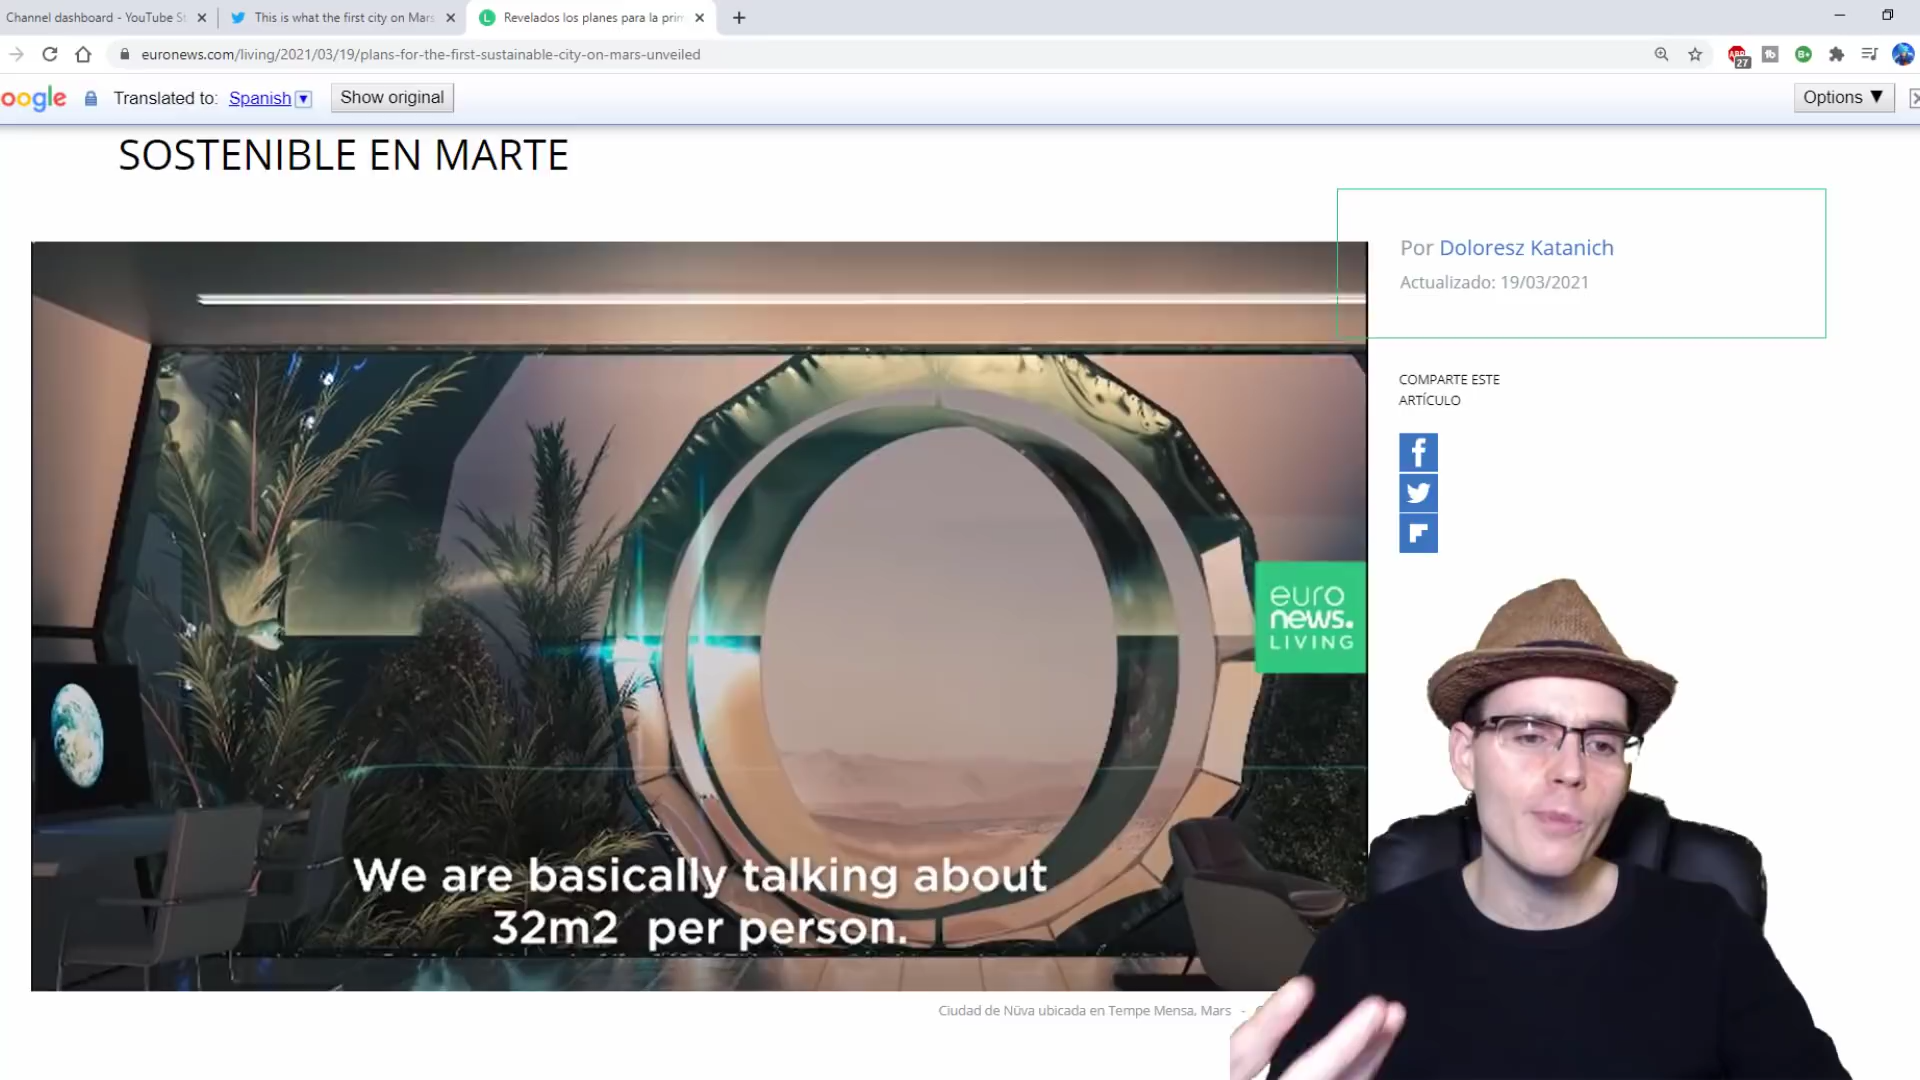 Channel dashboard - YouTube St
This is what the first city on Mars
Revelados los planes para la prim
euronews.com/living/2021/03/19/plans-for-the-first-sustainable-city-on-mars-unveiled
27
oogle
Translated to: Spanish
Show original
Options
SOSTENIBLE EN MARTE
Por Doloresz Katanich
Actualizado: 19/03/2021
COMPARTE ESTE
ARTÍCULO
euro
news.
LIVING
We are basically talking about
32m2 per person.
Ciudad de Nüva ubicada en Tempe Mensa, Mars -